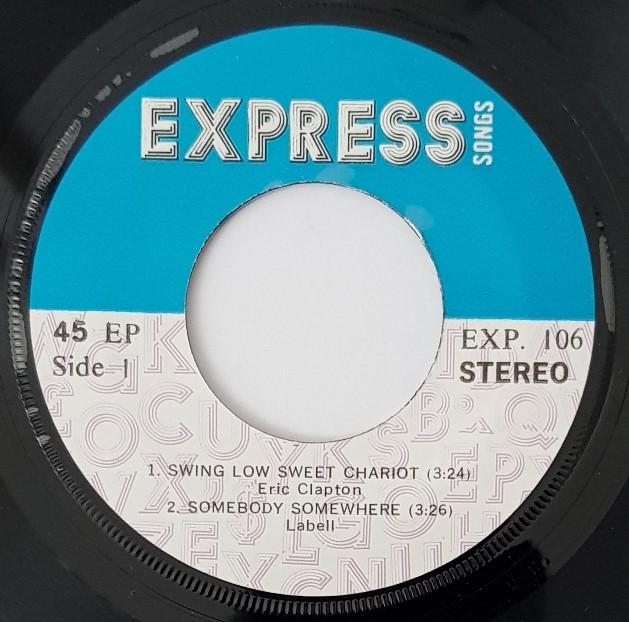 EXPRESS SONGS
45 EP
Side 1
EXP. 106
STEREO
1. SWING LOW SWEET CHARIOT (3:24)
Eric Clapton
2. SOMEBODY SOMEWHERE (3:26)
Labell